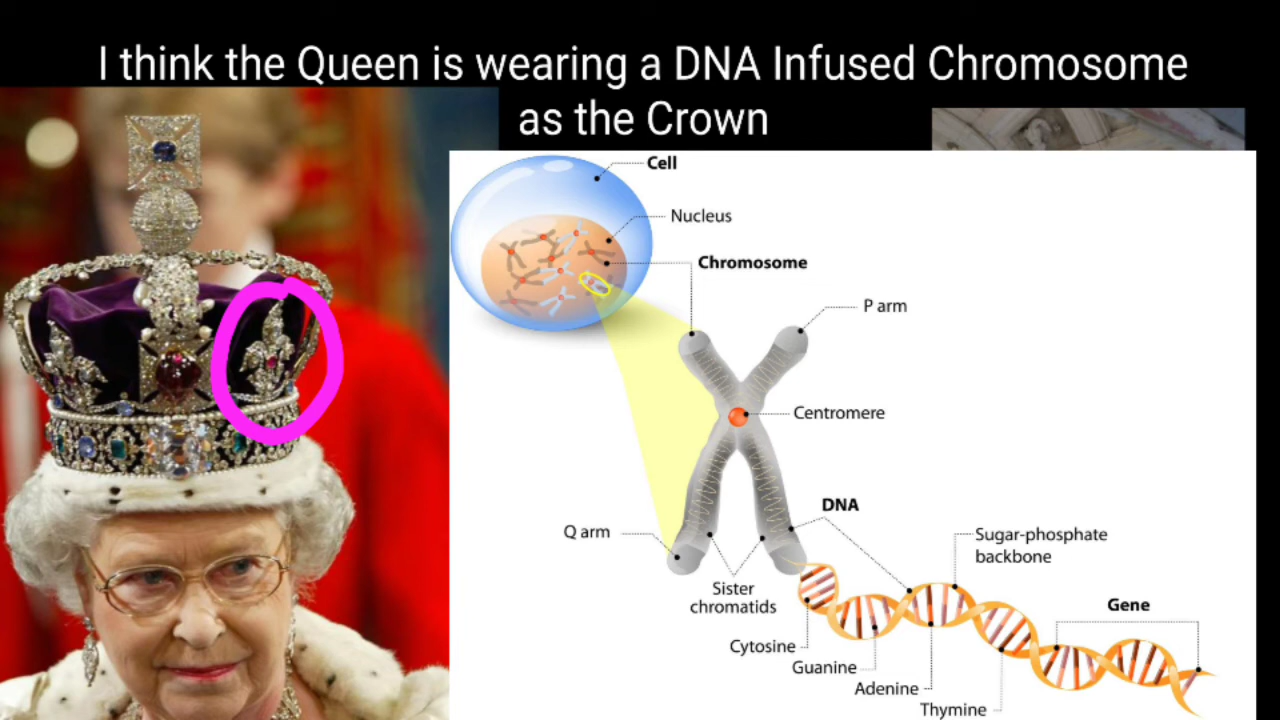 I think the Queen is wearing a DNA Infused Chromosome
as the Crown
Cell
Nucleus
Chromosome
P arm
Centromere
DNA
Q arm
Sugar-phosphate
backbone
Sister
chromatids
Gene
Cytosine
Guanine
Adenine
Thymine